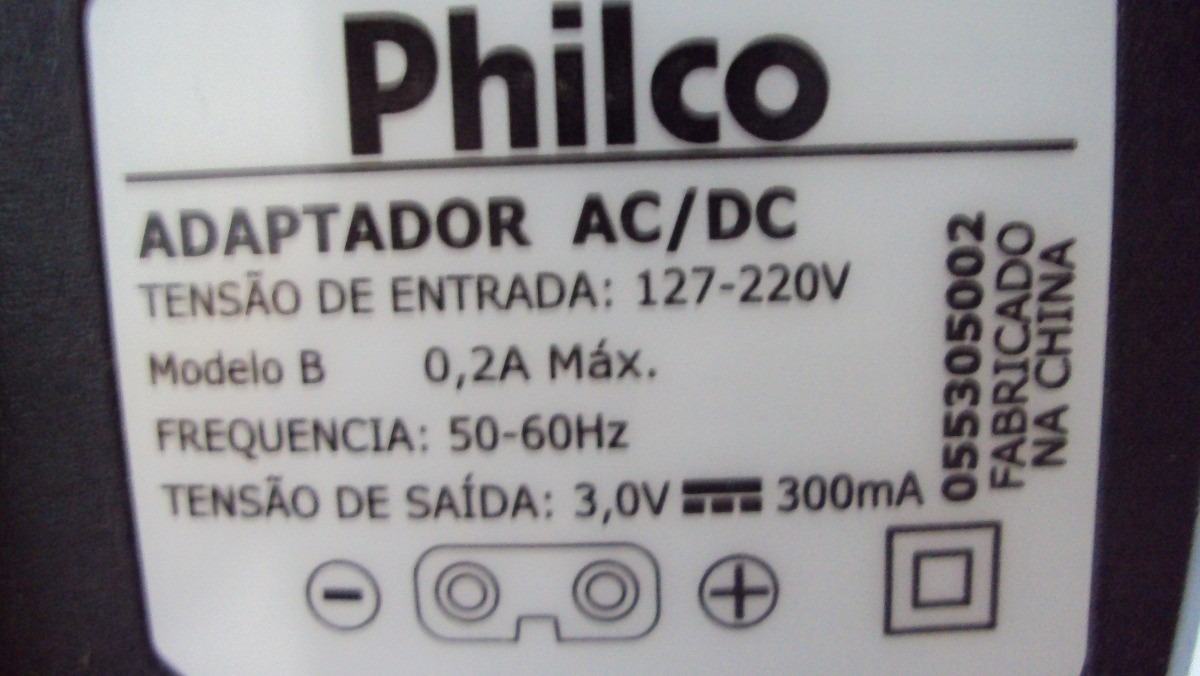 Philco
ADAPTADOR AC/DC
TENSÃO DE ENTRADA: 127-220V
Modelo B 0,2A Máx.
FREQUENCIA: 50-60Hz
TENSÃO DE SAÍDA: 3,0V ⎓ 300mA
055305002
FABRICADO
NA CHINA